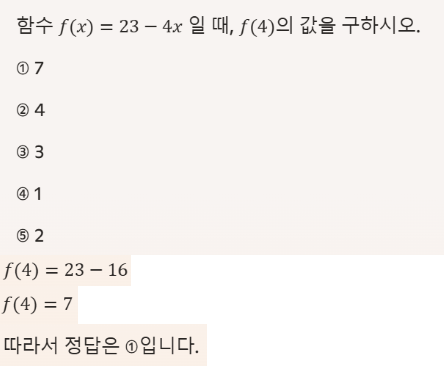 함수 f(x) = 23 − 4x 일 때, f(4)의 값을 구하시오.
① 7
② 4
③ 3
④ 1
⑤ 2
f(4) = 23 − 16
f(4) = 7
따라서 정답은 ①입니다.